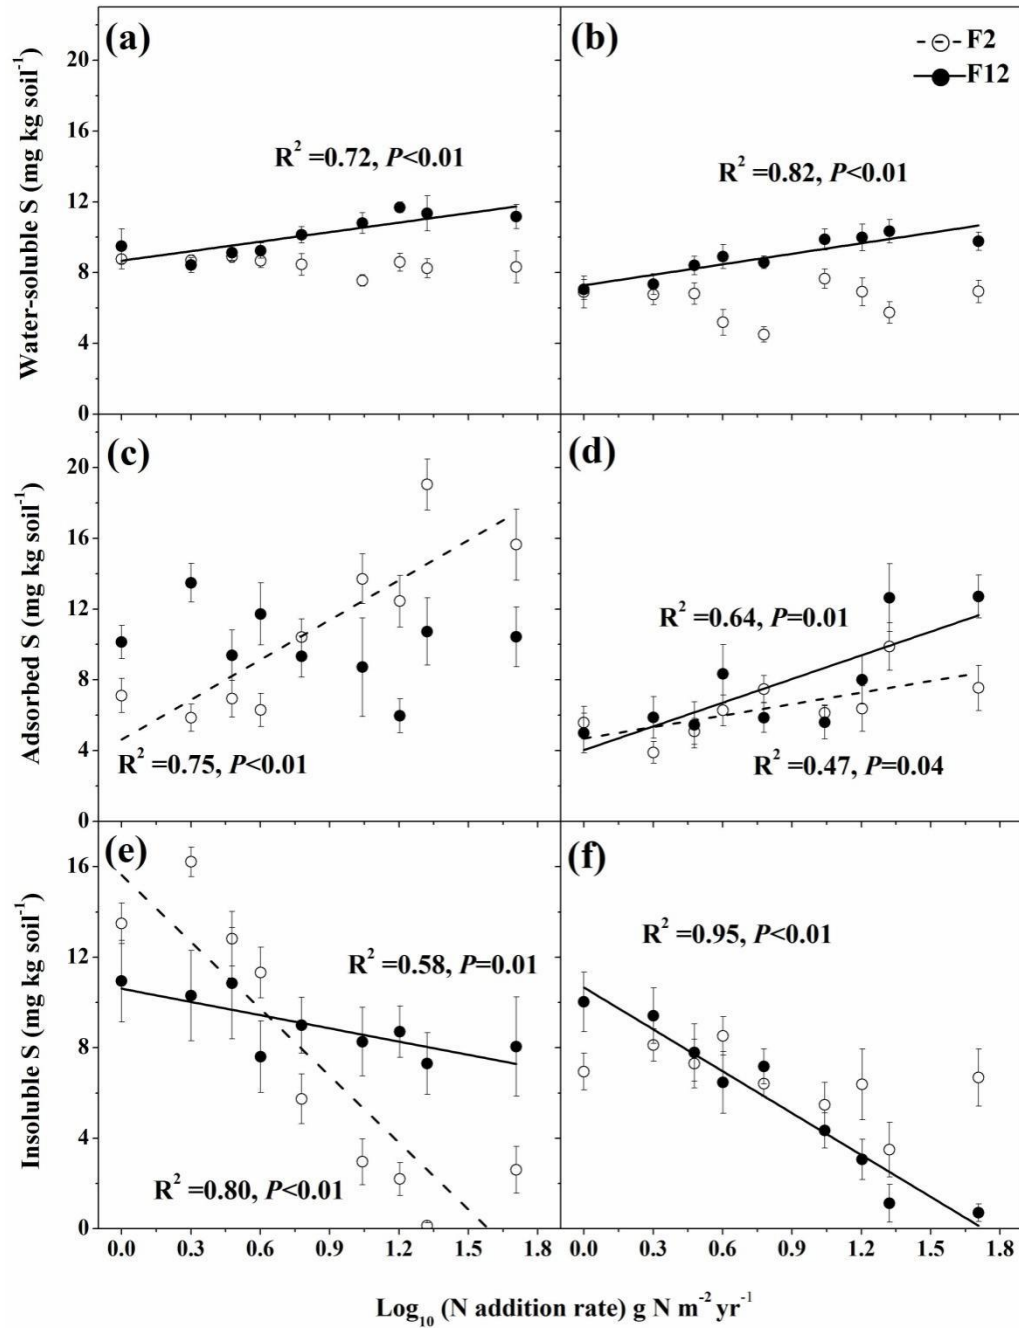 (a)
(b)
F2
F12
R² =0.72, P<0.01
R² =0.82, P<0.01
Water-soluble S (mg kg soil⁻¹)
20
16
12
8
4
0
(c)
(d)
R² =0.64, P=0.01
R² =0.75, P<0.01
R² =0.47, P=0.04
Adsorbed S (mg kg soil⁻¹)
20
16
12
8
4
0
(e)
(f)
R² =0.95, P<0.01
R² =0.58, P=0.01
R² =0.80, P<0.01
Insoluble S (mg kg soil⁻¹)
16
12
8
4
0
0.0 0.3 0.6 0.9 1.2 1.5 1.8 0.0 0.3 0.6 0.9 1.2 1.5 1.8
Log₁₀ (N addition rate) g N m⁻² yr⁻¹